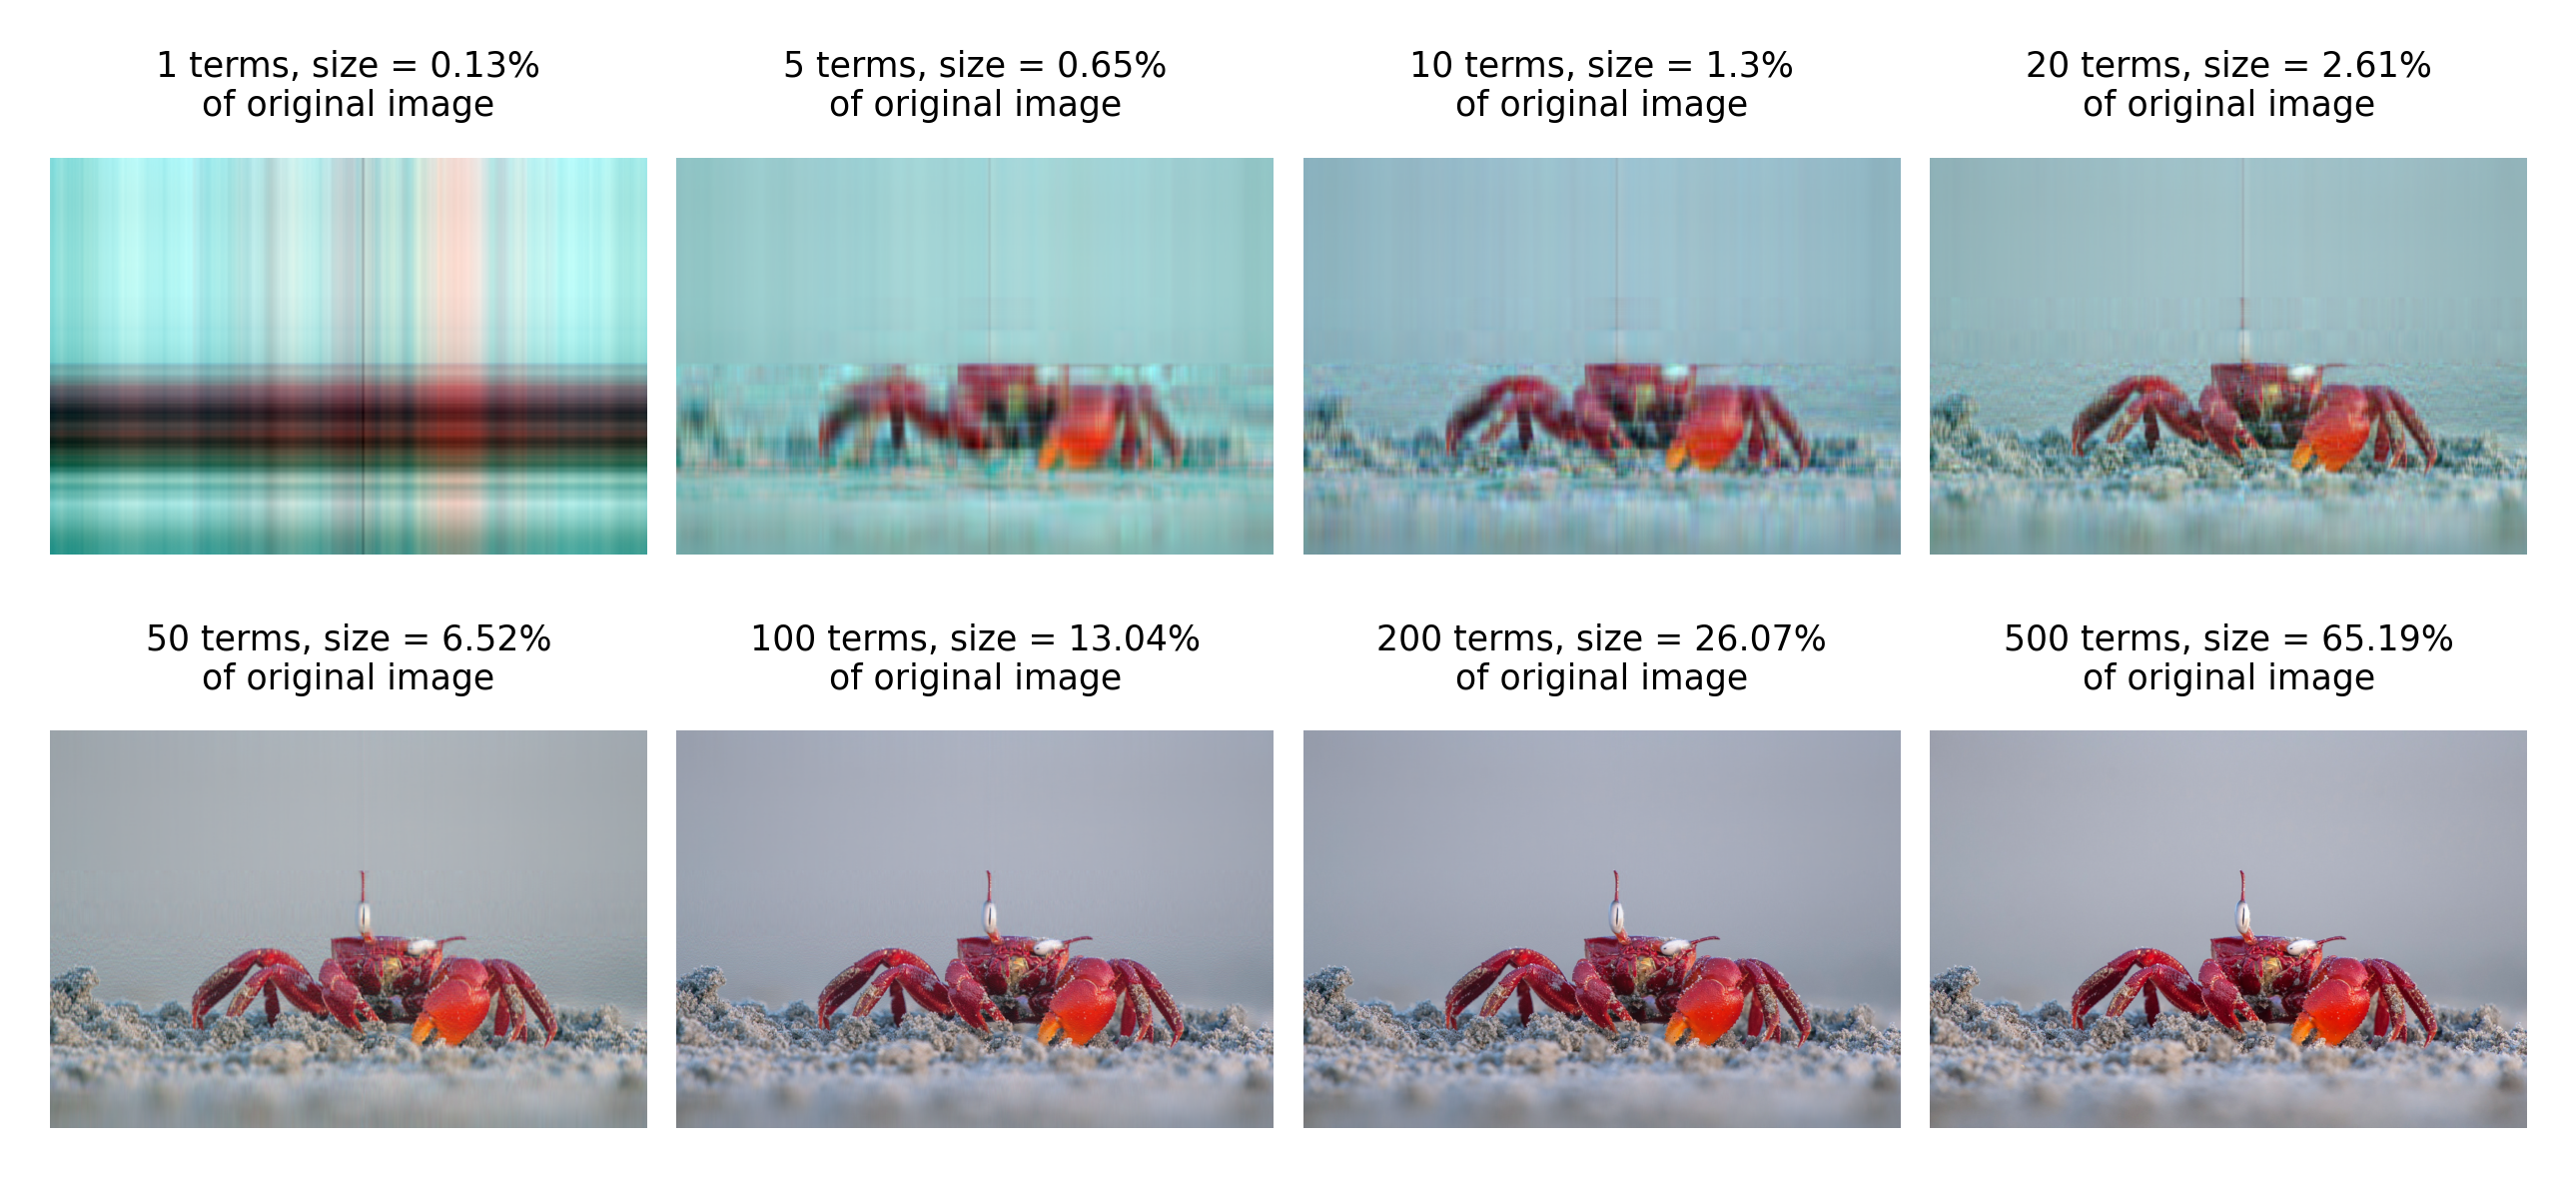 1 terms, size = 0.13%
of original image
5 terms, size = 0.65%
of original image
10 terms, size = 1.3%
of original image
20 terms, size = 2.61%
of original image
50 terms, size = 6.52%
of original image
100 terms, size = 13.04%
of original image
200 terms, size = 26.07%
of original image
500 terms, size = 65.19%
of original image